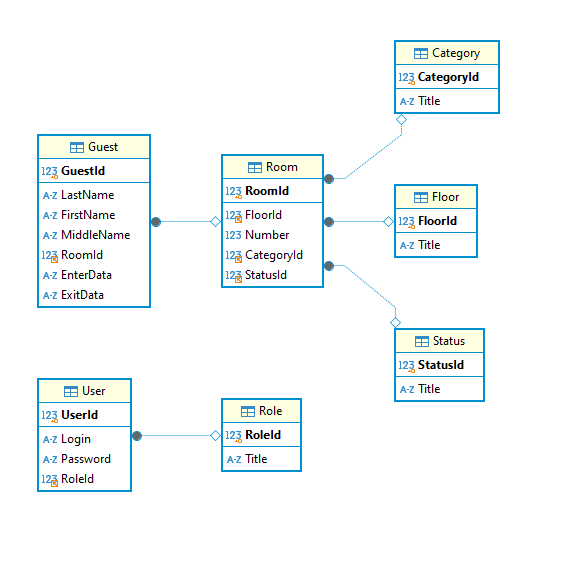 Category
123 CategoryId
A-Z Title
Guest
123 GuestId
A-Z LastName
A-Z FirstName
A-Z MiddleName
123 RoomId
A-Z EnterData
A-Z ExitData
Room
123 RoomId
123 FloorId
123 Number
123 CategoryId
123 StatusId
Floor
123 FloorId
A-Z Title
Status
123 StatusId
A-Z Title
User
123 UserId
A-Z Login
A-Z Password
123 RoleId
Role
123 RoleId
A-Z Title